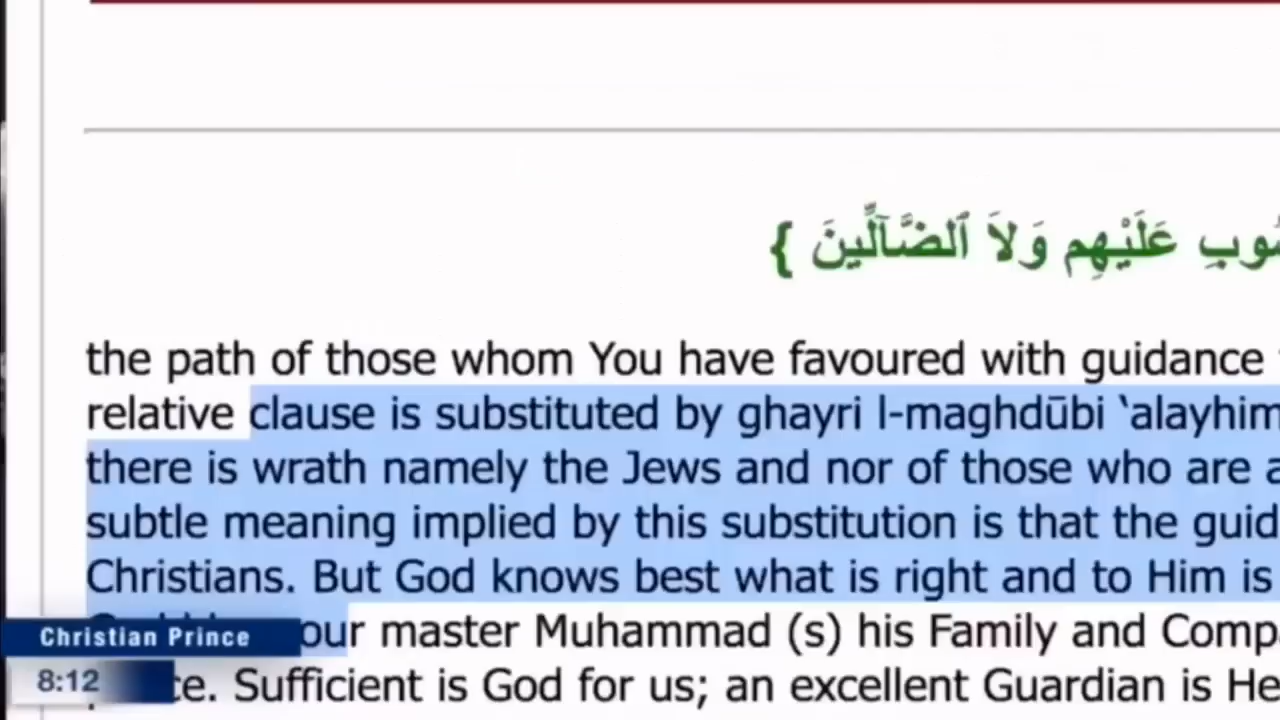 وبِ عَلَيْهِم وَلاَ ٱلضَّآلِّينَ }
the path of those whom You have favoured with guidance
relative clause is substituted by ghayri l-maghdūbi ‘alayhim
there is wrath namely the Jews and nor of those who are a
subtle meaning implied by this substitution is that the guid
Christians. But God knows best what is right and to Him is
our master Muhammad (s) his Family and Comp
Christian Prince
ce. Sufficient is God for us; an excellent Guardian is He
8:12